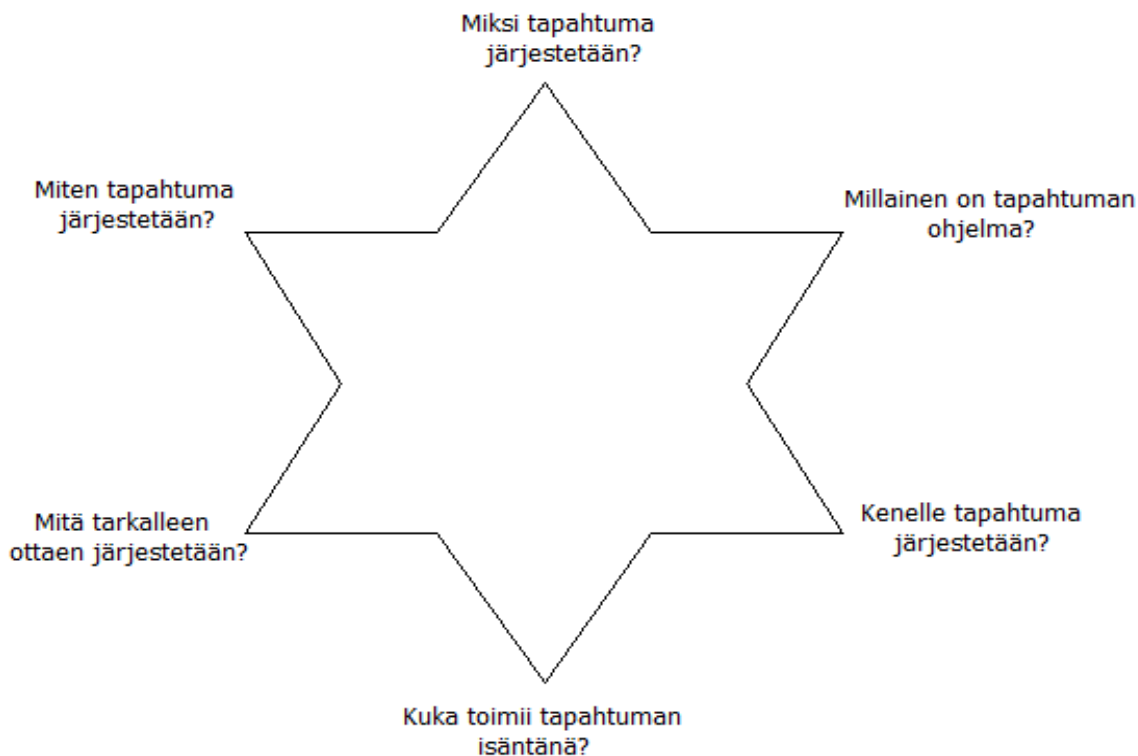 Miksi tapahtuma
järjestetään?
Miten tapahtuma
järjestetään?
Millainen on tapahtuman
ohjelma?
Mitä tarkalleen
ottaen järjestetään?
Kenelle tapahtuma
järjestetään?
Kuka toimii tapahtuman
isäntänä?